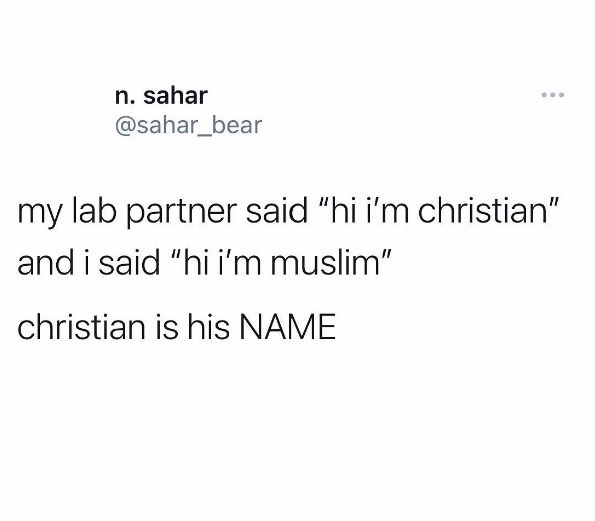 n. sahar
@sahar_bear
my lab partner said “hi i’m christian”
and i said “hi i’m muslim”
christian is his NAME